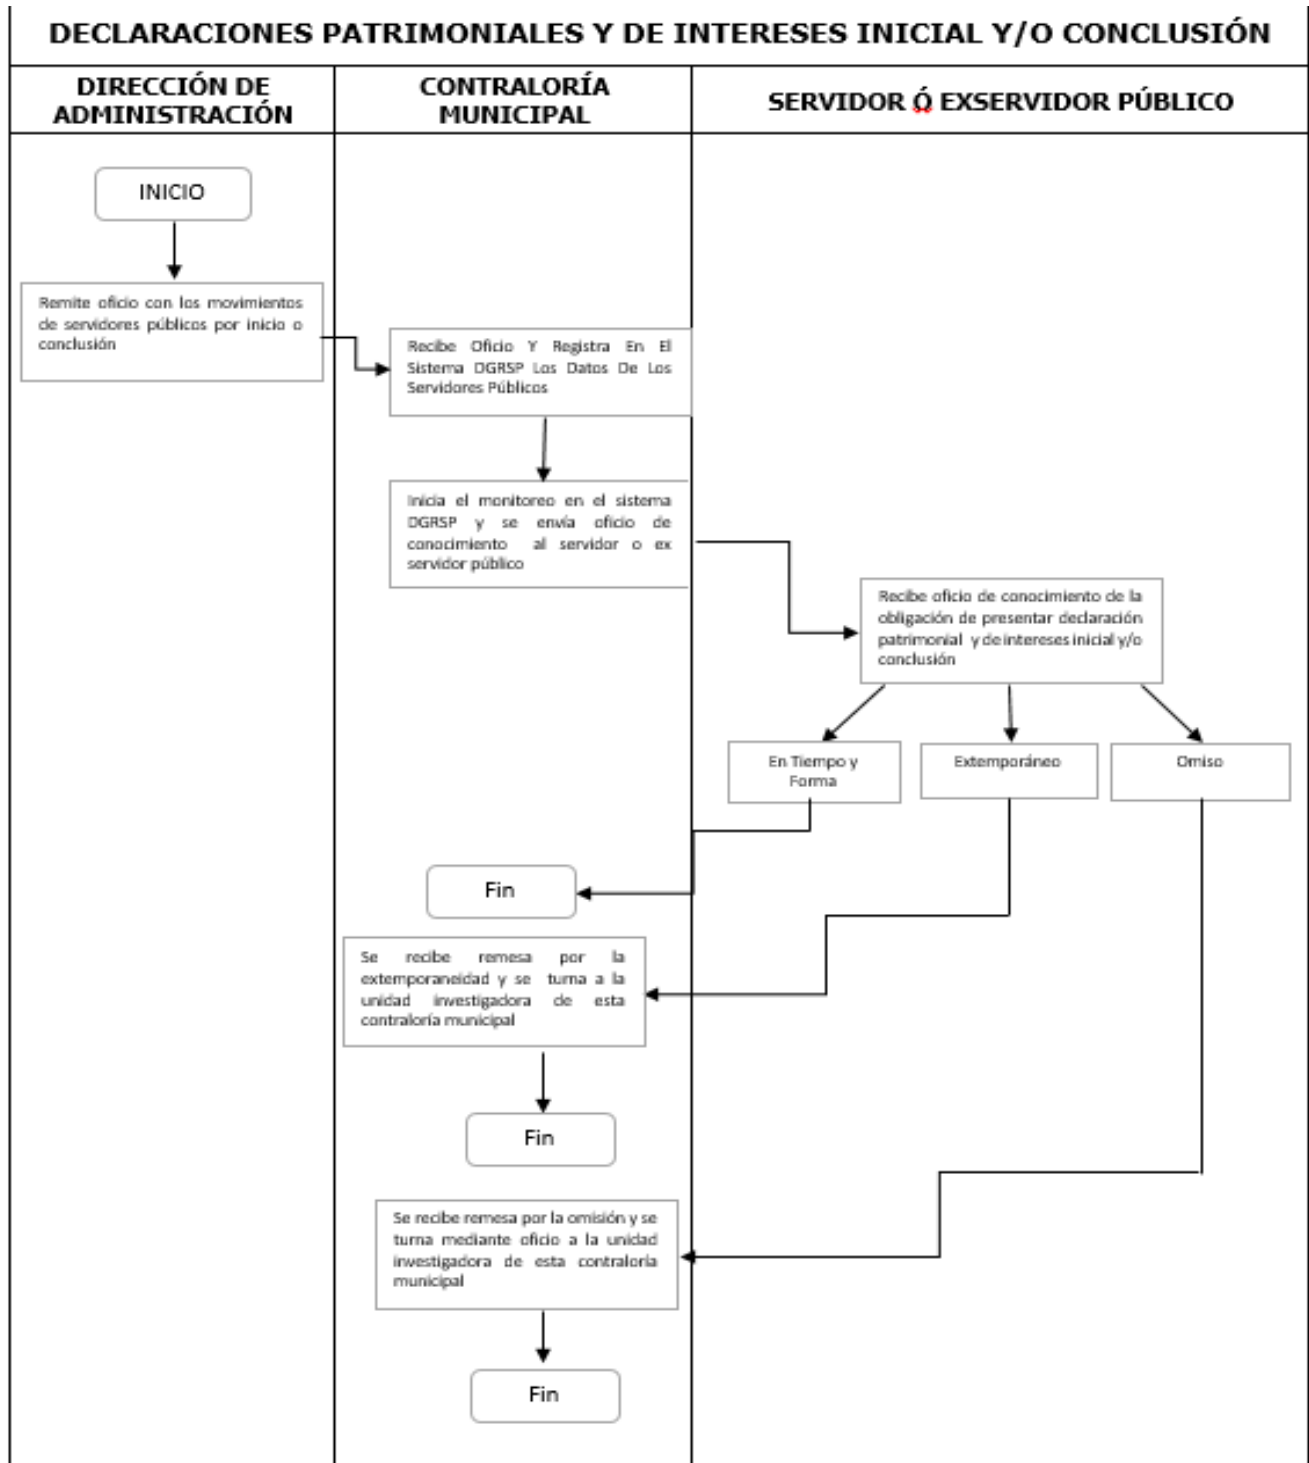 DECLARACIONES PATRIMONIALES Y DE INTERESES INICIAL Y/O CONCLUSIÓN
DIRECCIÓN DE
ADMINISTRACIÓN
CONTRALORÍA
MUNICIPAL
SERVIDOR Ó EXSERVIDOR PÚBLICO
INICIO
Remite oficio con los movimientos
de servidores públicos por inicio o
conclusión
Recibe Oficio Y Registra En El
Sistema DGRSP Los Datos De Los
Servidores Públicos
Inicia el monitoreo en el sistema
DGRSP y se envía oficio de
conocimiento al servidor o ex
servidor público
Recibe oficio de conocimiento de la
obligación de presentar declaración
patrimonial y de intereses inicial y/o
conclusión
En Tiempo y
Forma
Extemporáneo
Omiso
Fin
Se recibe remesa por la
extemporaneidad y se turna a la
unidad investigadora de esta
contraloría municipal
Fin
Se recibe remesa por la omisión y se
turna mediante oficio a la unidad
investigadora de esta contraloría
municipal
Fin